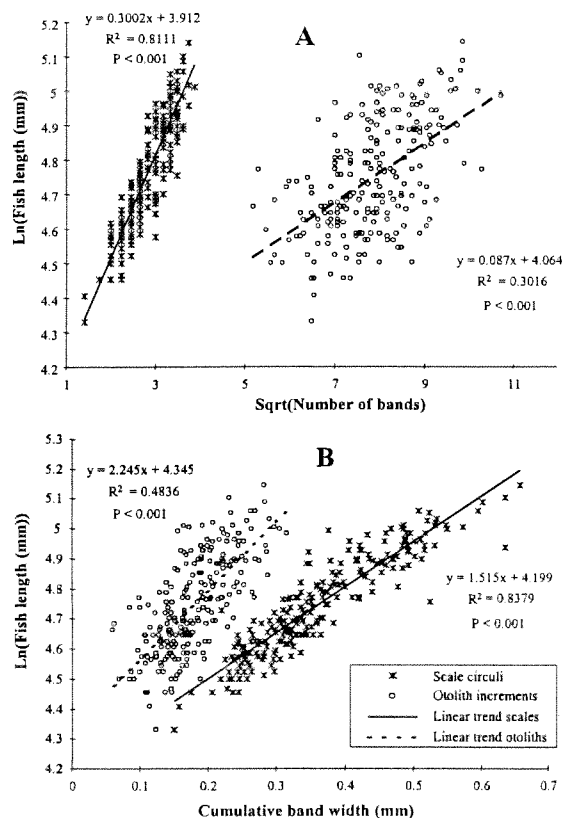 A
y = 0.3002x + 3.912
R² = 0.8111
P < 0.001
y = 0.087x + 4.064
R² = 0.3016
P < 0.001
Ln(Fish length (mm))
5.2
5.1
5
4.9
4.8
4.7
4.6
4.5
4.4
4.3
4.2
1
3
5
7
9
11
Sqrt(Number of bands)
B
y = 2.245x + 4.345
R² = 0.4836
P < 0.001
y = 1.515x + 4.199
R² = 0.8379
P < 0.001
Scale circuli
Otolith increments
Linear trend scales
Linear trend otoliths
Ln(Fish length (mm))
5.3
5.2
5.1
5
4.9
4.8
4.7
4.6
4.5
4.4
4.3
4.2
0
0.1
0.2
0.3
0.4
0.5
0.6
0.7
Cumulative band width (mm)